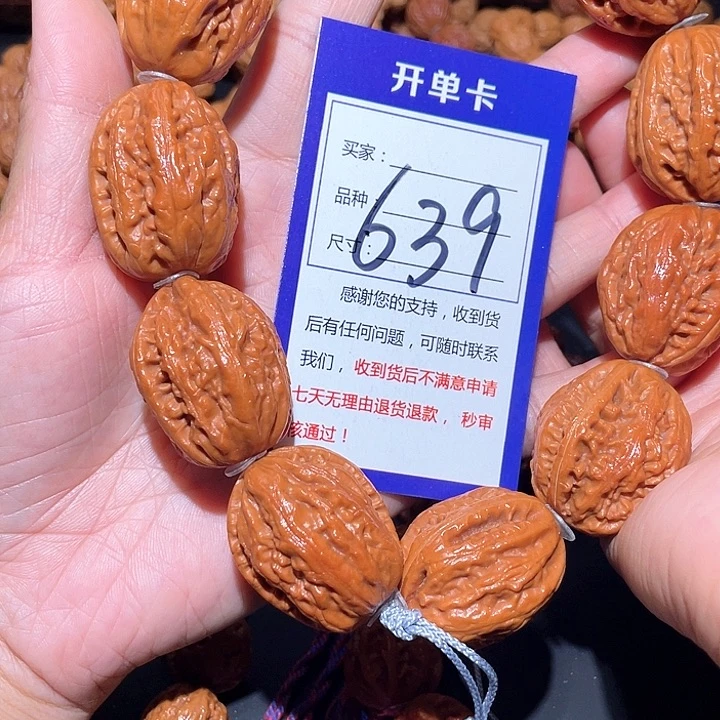 开单卡
买家：
品种：
尺寸：
639
感谢您的支持，收到货
后有任何问题，可随时联系
我们，收到货后不满意申请
七天无理由退货退款，秒审
核通过！